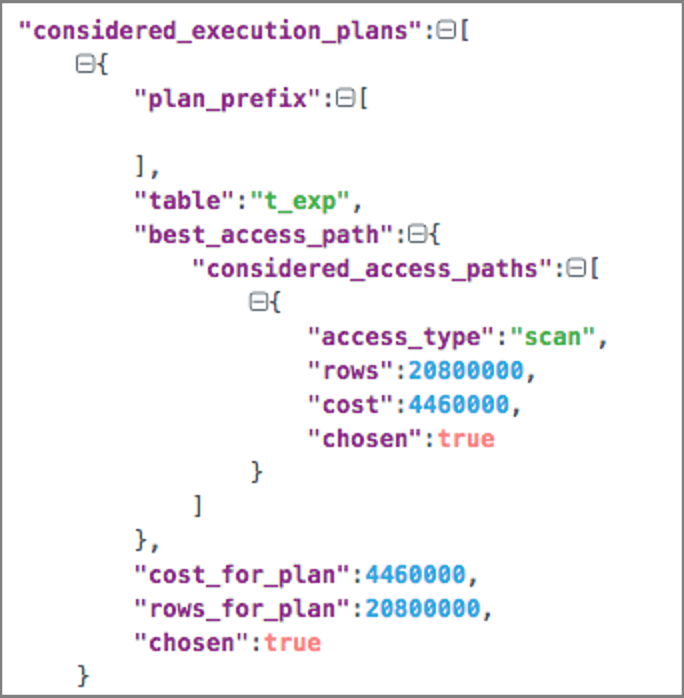 "considered_execution_plans":[
{
"plan_prefix":[
],
"table":"t_exp",
"best_access_path":{
"considered_access_paths":[
{
"access_type":"scan",
"rows":20800000,
"cost":4460000,
"chosen":true
}
]
},
"cost_for_plan":4460000,
"rows_for_plan":20800000,
"chosen":true
}